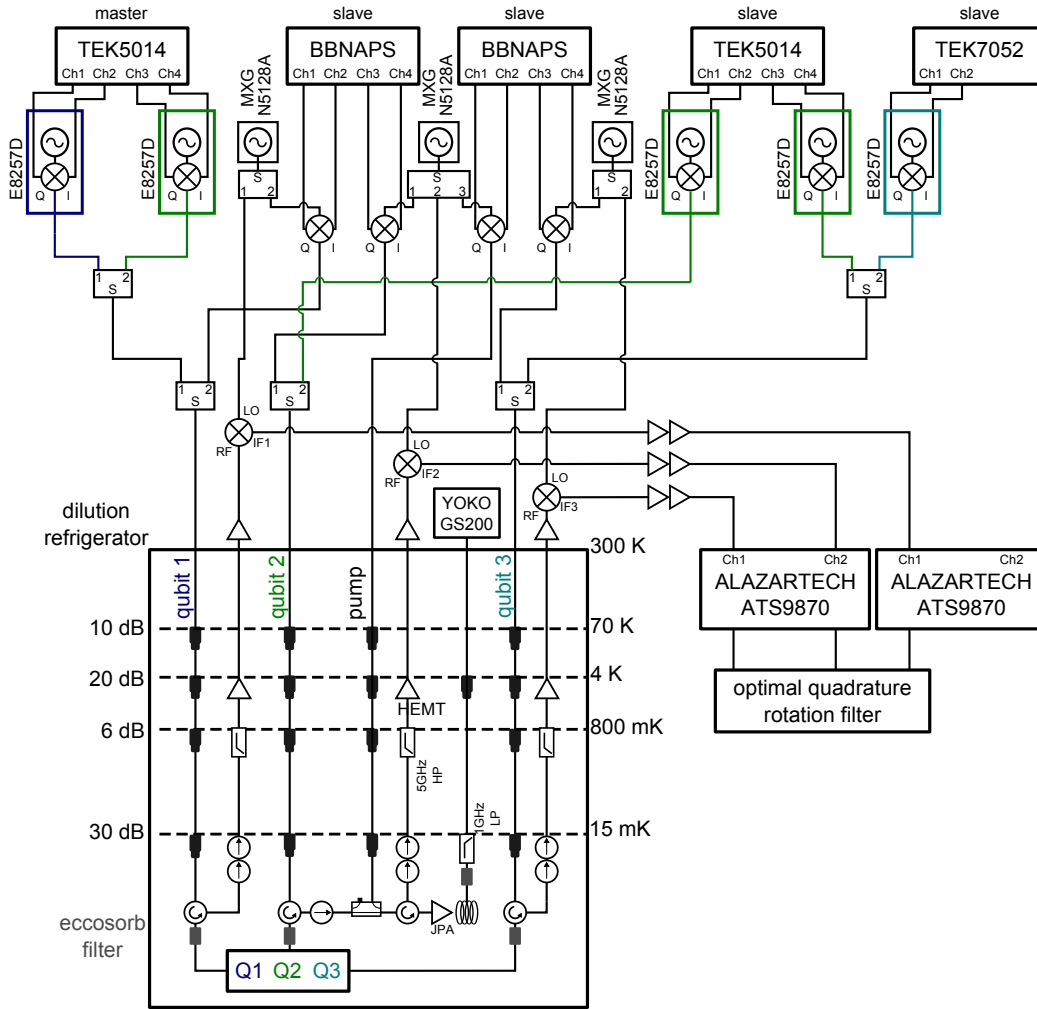 master
slave
slave
slave
slave
TEK5014
BBNAPS
BBNAPS
TEK5014
TEK7052
Ch1 Ch2 Ch3 Ch4
Ch1 Ch2 Ch3 Ch4
Ch1 Ch2 Ch3 Ch4
Ch1 Ch2 Ch3 Ch4
Ch1 Ch2
MXG
N5128A
MXG
N5128A
MXG
N5128A
E8257D
Q I
E8257D
Q I
E8257D
Q I
E8257D
Q I
E8257D
Q I
S
1 2
S
1 2 3
S
1 2
Q I
Q I
Q I
Q I
1 2
S
1 2
S
1 2
S
1 2
S
1 2
S
LO
RF IF1
LO
RF IF2
LO
RF IF3
YOKO
GS200
dilution
refrigerator
300 K
Ch1 Ch2
ALAZARTECH
ATS9870
Ch1 Ch2
ALAZARTECH
ATS9870
qubit 1
qubit 2
pump
qubit 3
10 dB
70 K
20 dB
4 K
HEMT
optimal quadrature
rotation filter
6 dB
800 mK
5GHz
HP
1GHz
LP
30 dB
15 mK
JPA
eccosorb
filter
Q1 Q2 Q3